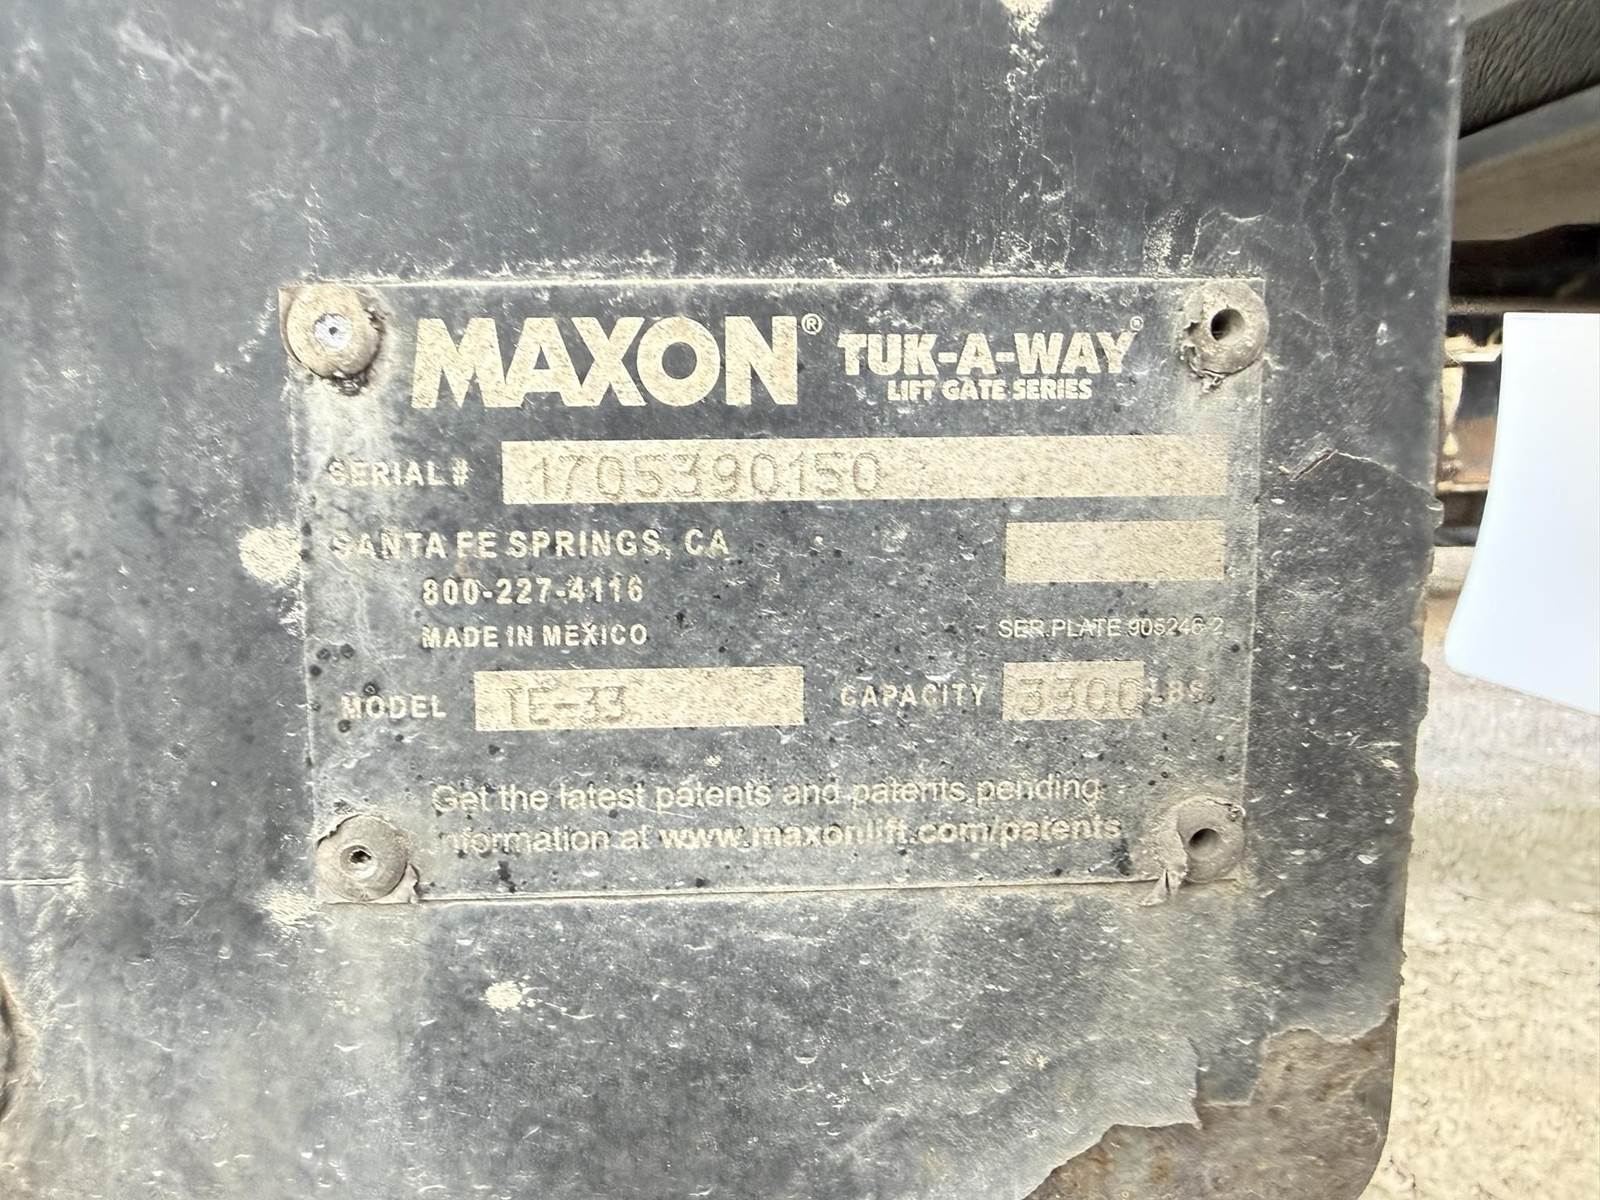 MAXON® TUK-A-WAY®
LIFT GATE SERIES
SERIAL # 1705390150
SANTA FE SPRINGS, CA
800-227-4116
MADE IN MEXICO
SER.PLATE 905246-2
MODEL TE-33 CAPACITY 3300 LBS.
Get the latest patents and patents pending
information at www.maxonlift.com/patents